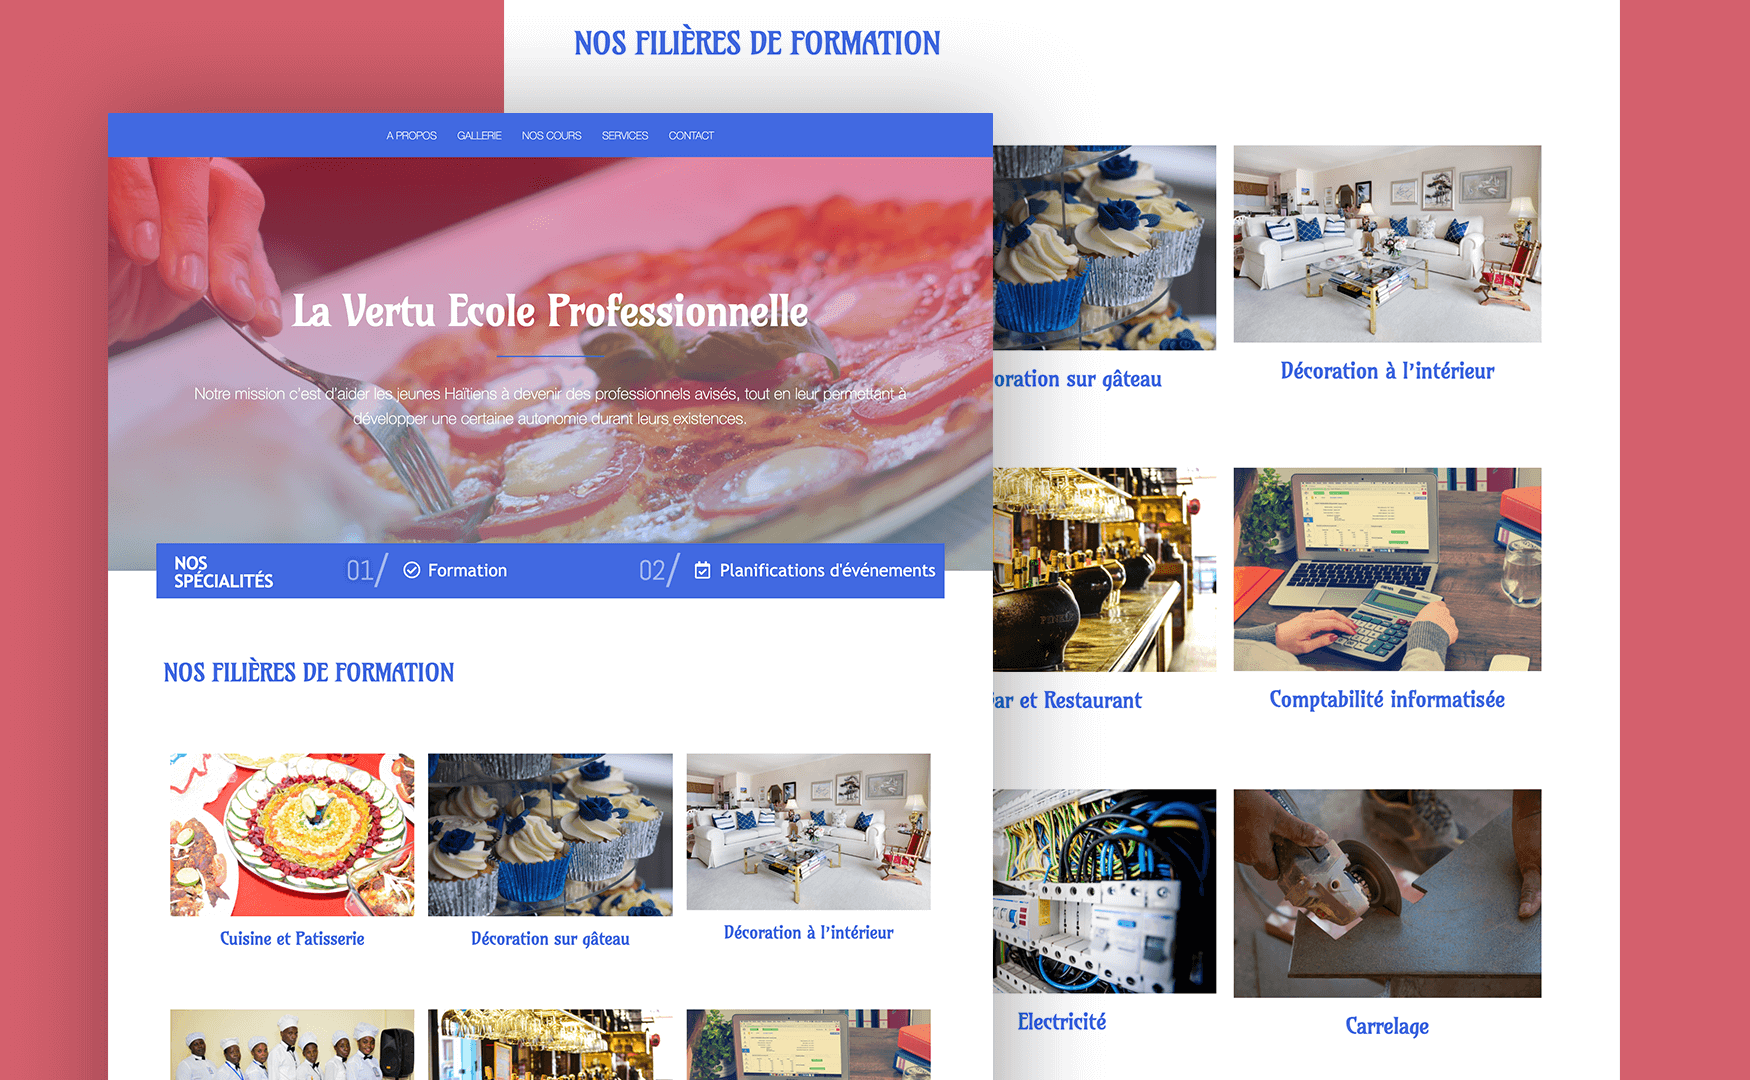 NOS FILIÈRES DE FORMATION
A PROPOS GALLERIE NOS COURS SERVICES CONTACT
La Vertu Ecole Professionnelle
Notre mission c'est d'aider les jeunes Haïtiens à devenir des professionnels avisés, tout en leur permettant à
développer une certaine autonomie durant leurs existences.
NOS
SPÉCIALITÉS
01/ Formation
02/ Planifications d'événements
NOS FILIÈRES DE FORMATION
Cuisine et Patisserie
Décoration sur gâteau
Décoration à l'intérieur
oration sur gâteau
Décoration à l'intérieur
ar et Restaurant
Comptabilité informatisée
Electricité
Carrelage